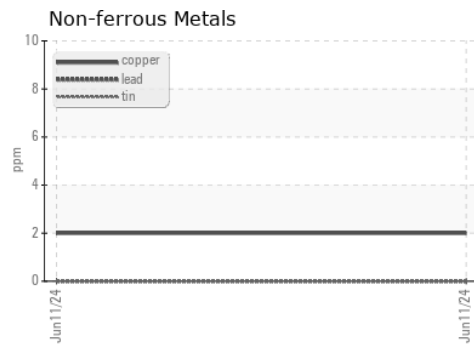 Non-ferrous Metals
10
copper
lead
tin
8
6
ppm
4
2
0
Jun11/24
Jun11/24